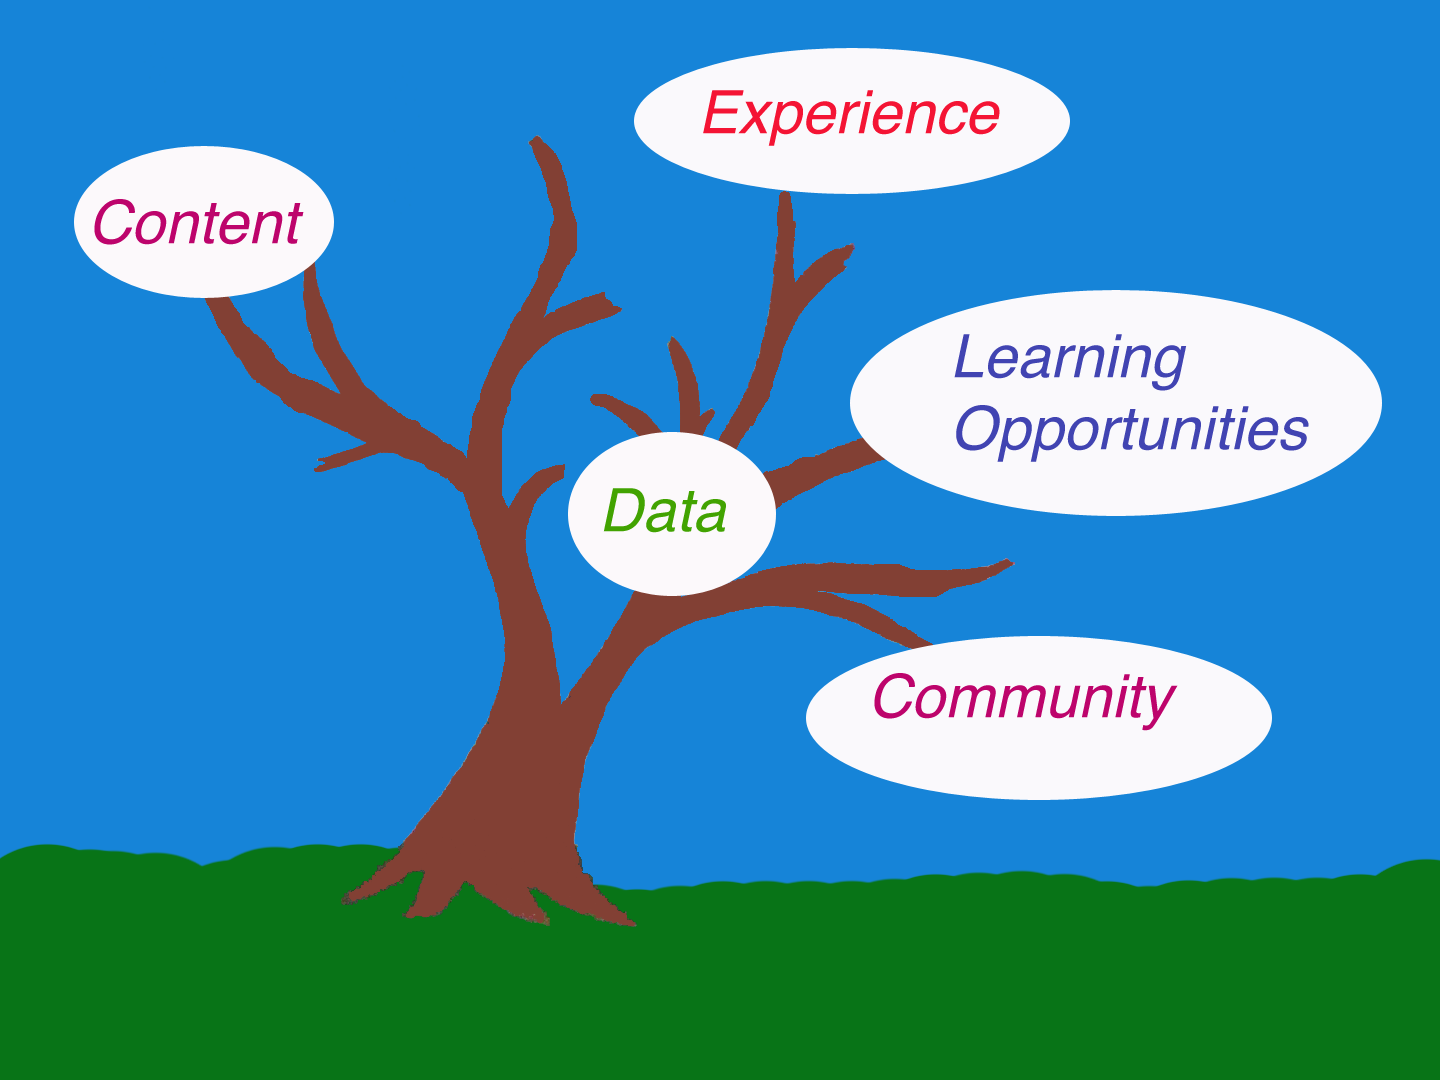 Experience
Content
Learning
Opportunities
Data
Community